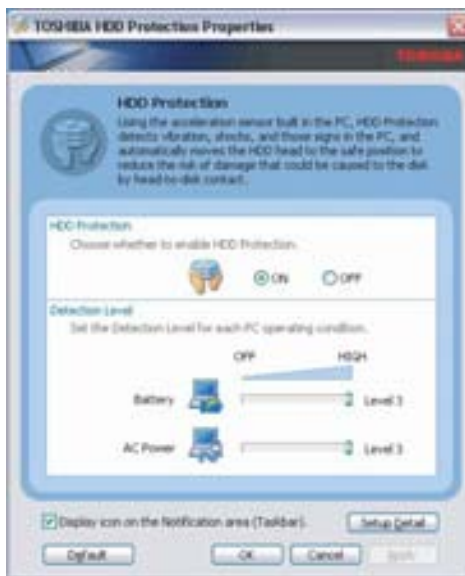 TOSHIBA HDD Protection Properties
TOSHIBA
HDD Protection
Using the acceleration sensor built in the PC, HDD Protection
detects vibration, shocks, and those signs in the PC, and
automatically moves the HDD head to the safe position to
reduce the risk of damage that could be caused to the disk
by head-to-disk contact.
HDD Protection
Choose whether to enable HDD Protection.
ON OFF
Detection Level
Set the Detection Level for each PC operating condition.
OFF HIGH
Battery Level 3
AC Power Level 3
Display icon on the Notification area (Taskbar). Setup Detail
Default OK Cancel Apply